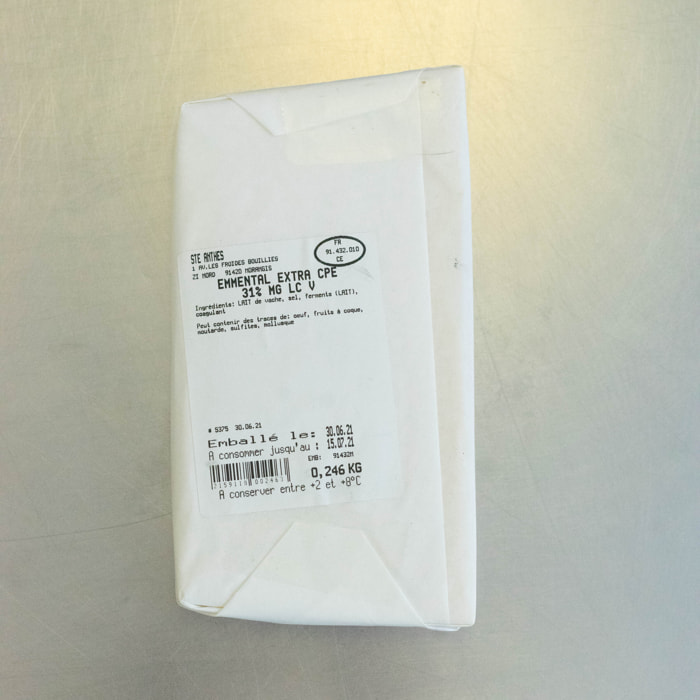 STE ANTHES
1 AV.LES FROIDES BOUILLIES
ZI NORD 91420 MORANGIS
FR
91.432.010
CE
EMMENTAL EXTRA CPE
31% MG LC V
Ingrédients: LAIT de vache, sel, ferments (LAIT),
coagulant
Peut contenir des traces de: oeuf, fruits à coque,
moutarde, sulfites, mollusque
# 5375 30.06.21
Emballé le: 30.06.21
A consommer jusqu'au : 15.07.21
EMB: 91432M
0,246 KG
2159118002461
A conserver entre +2 et +8°C